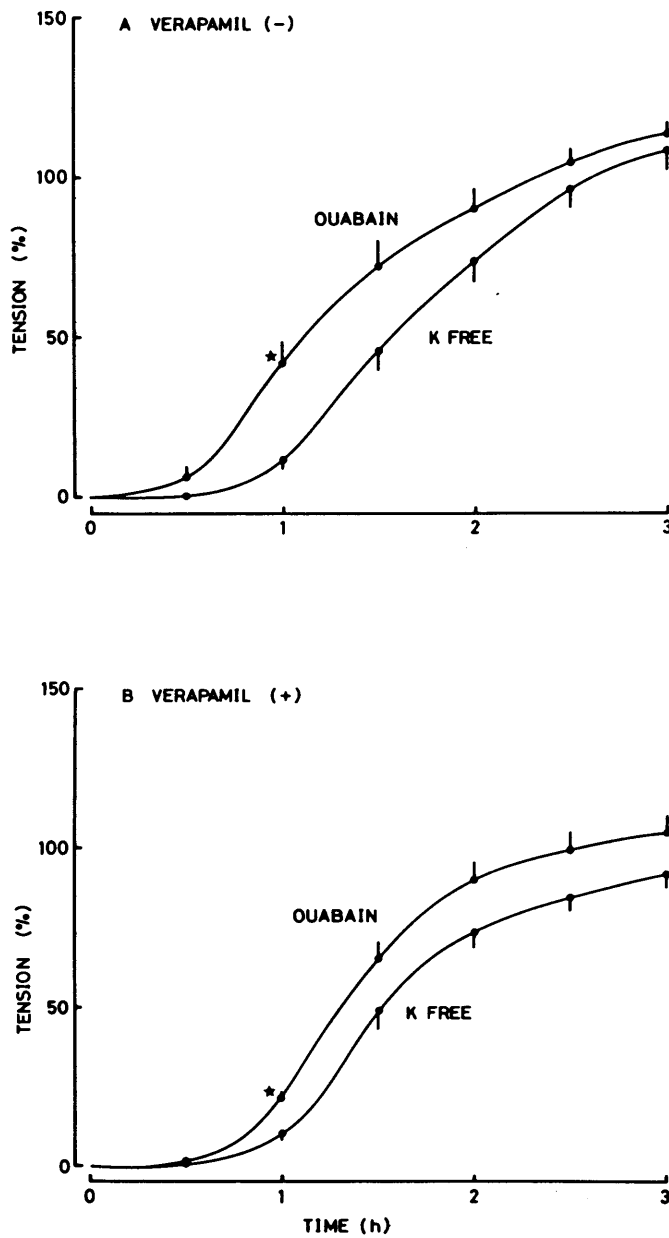 150
A VERAPAMIL (-)
100
OUABAIN
TENSION (%)
★
50
K FREE
0
0 1 2 3
150
B VERAPAMIL (+)
100
OUABAIN
TENSION (%)
50
K FREE
★
0
0 1 2 3
TIME (h)